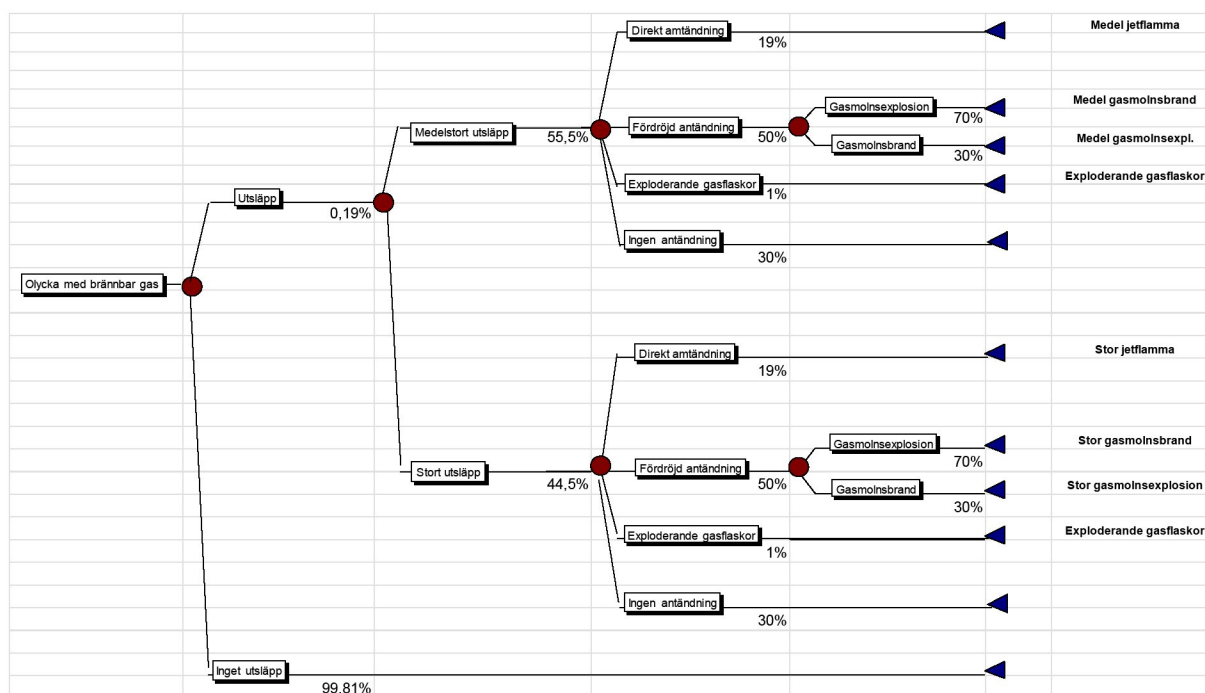 Direkt amtändning
19%
Medel jetflamma
Gasmolnsexplosion
70%
Medel gasmolnsbrand
Medelstort utsläpp
55,5%
Fördröjd antändning
50%
Gasmolnsbrand
30%
Medel gasmolnsexpl.
Exploderande gasflaskor
1%
Exploderande gasflaskor
Utsläpp
0,19%
Ingen antändning
30%
Olycka med brännbar gas
Direkt amtändning
19%
Stor jetflamma
Gasmolnsexplosion
70%
Stor gasmolnsbrand
Stort utsläpp
44,5%
Fördröjd antändning
50%
Gasmolnsbrand
30%
Stor gasmolnsexplosion
Exploderande gasflaskor
1%
Exploderande gasflaskor
Ingen antändning
30%
Inget utsläpp
99,81%